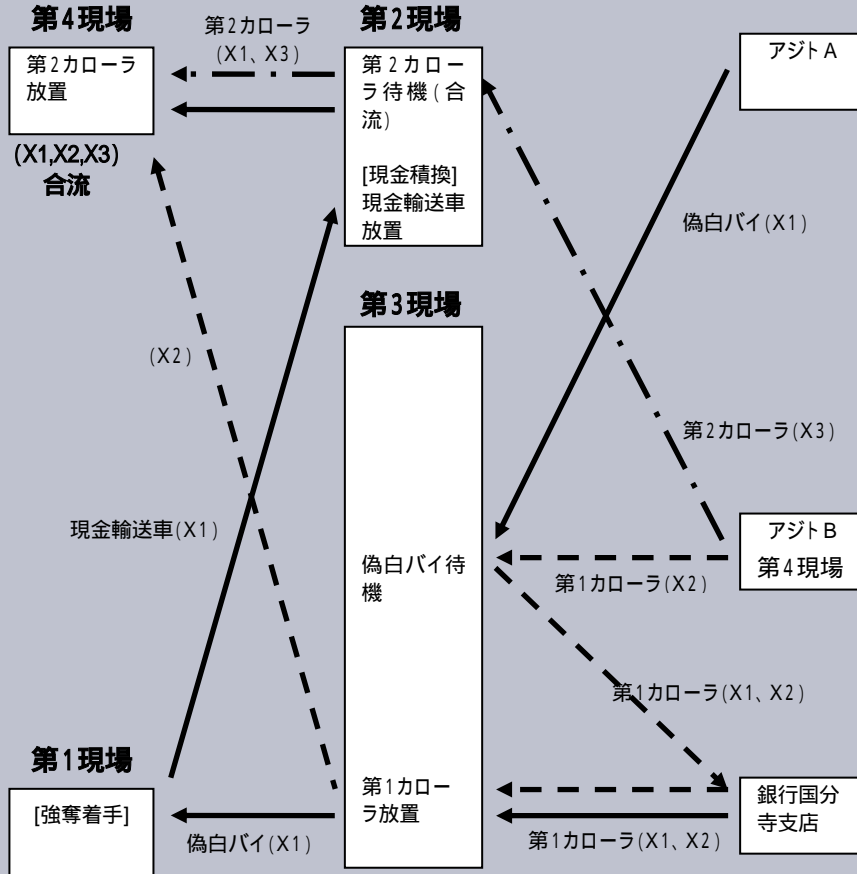 第4現場
第2カローラ
放置
(X1,X2,X3)
合流
第2カローラ
(X1、X3)
第2現場
第2カロー
ラ待機(合
流)
[現金積換]
現金輸送車
放置
アジトA
偽白バイ(X1)
第3現場
(X2)
第2カローラ(X3)
現金輸送車(X1)
偽白バイ待
機
アジトB
第4現場
第1カローラ(X2)
第1カローラ(X1、X2)
第1現場
[強奪着手]
偽白バイ(X1)
第1カロー
ラ放置
第1カローラ(X1、X2)
銀行国分
寺支店